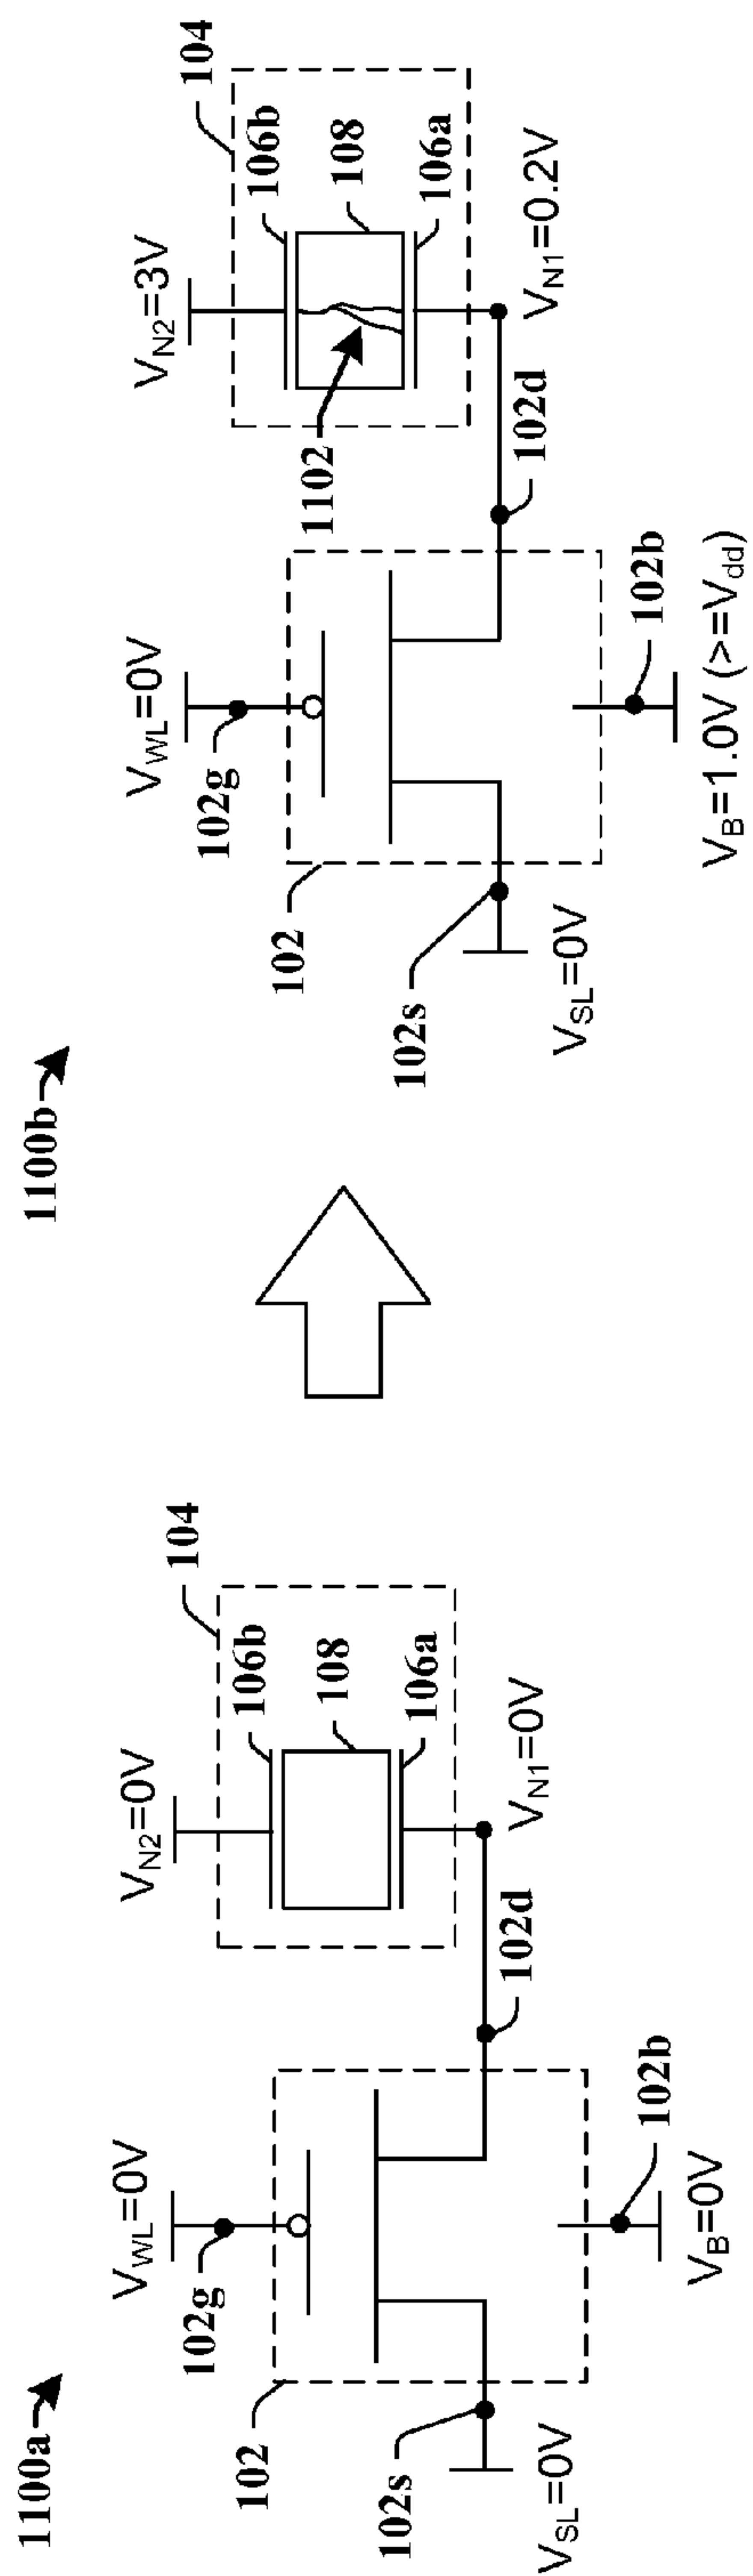 1100a
V_WL=0V
102g
102
102s
V_SL=0V
102b
V_B=0V
102d
V_N2=0V
104
106b
108
106a
V_N1=0V
1100b
V_WL=0V
102g
102
102s
V_SL=0V
102b
V_B=1.0V (>=V_dd)
102d
V_N2=3V
104
106b
108
106a
1102
V_N1=0.2V